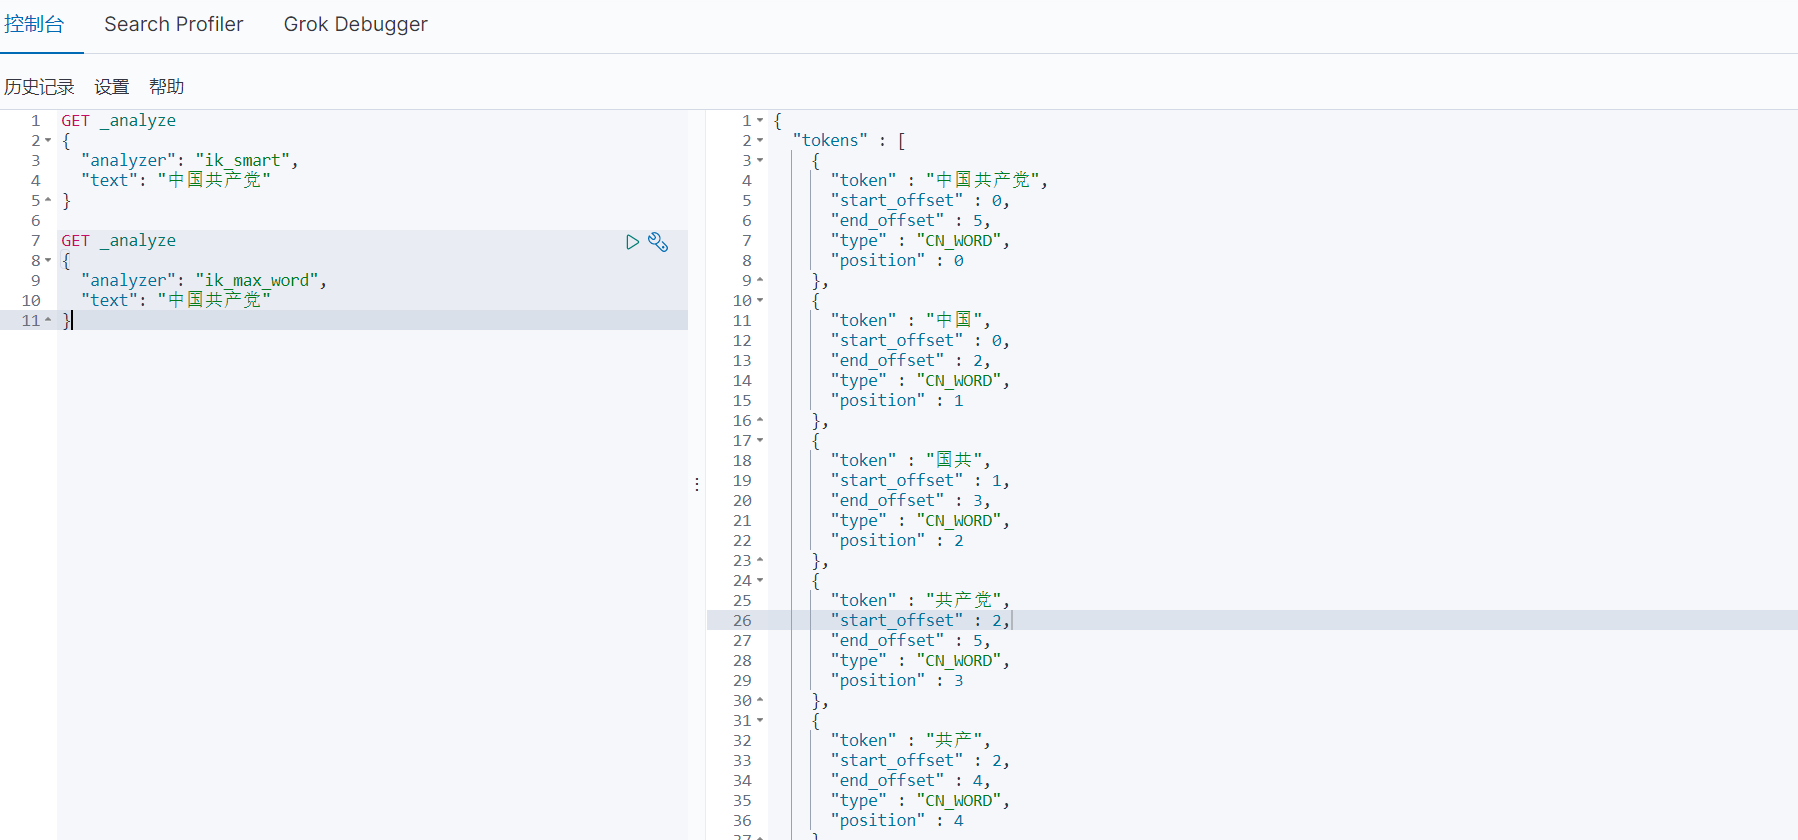 控制台 Search Profiler Grok Debugger
历史记录 设置 帮助
1 GET _analyze
2 {
3 "analyzer": "ik_smart",
4 "text": "中国共产党"
5 }
6
7 GET _analyze
8 {
9 "analyzer": "ik_max_word",
10 "text": "中国共产党"
11 }
1 {
2 "tokens" : [
3 {
4 "token" : "中国共产党",
5 "start_offset" : 0,
6 "end_offset" : 5,
7 "type" : "CN_WORD",
8 "position" : 0
9 },
10 {
11 "token" : "中国",
12 "start_offset" : 0,
13 "end_offset" : 2,
14 "type" : "CN_WORD",
15 "position" : 1
16 },
17 {
18 "token" : "国共",
19 "start_offset" : 1,
20 "end_offset" : 3,
21 "type" : "CN_WORD",
22 "position" : 2
23 },
24 {
25 "token" : "共产党",
26 "start_offset" : 2,
27 "end_offset" : 5,
28 "type" : "CN_WORD",
29 "position" : 3
30 },
31 {
32 "token" : "共产",
33 "start_offset" : 2,
34 "end_offset" : 4,
35 "type" : "CN_WORD",
36 "position" : 4